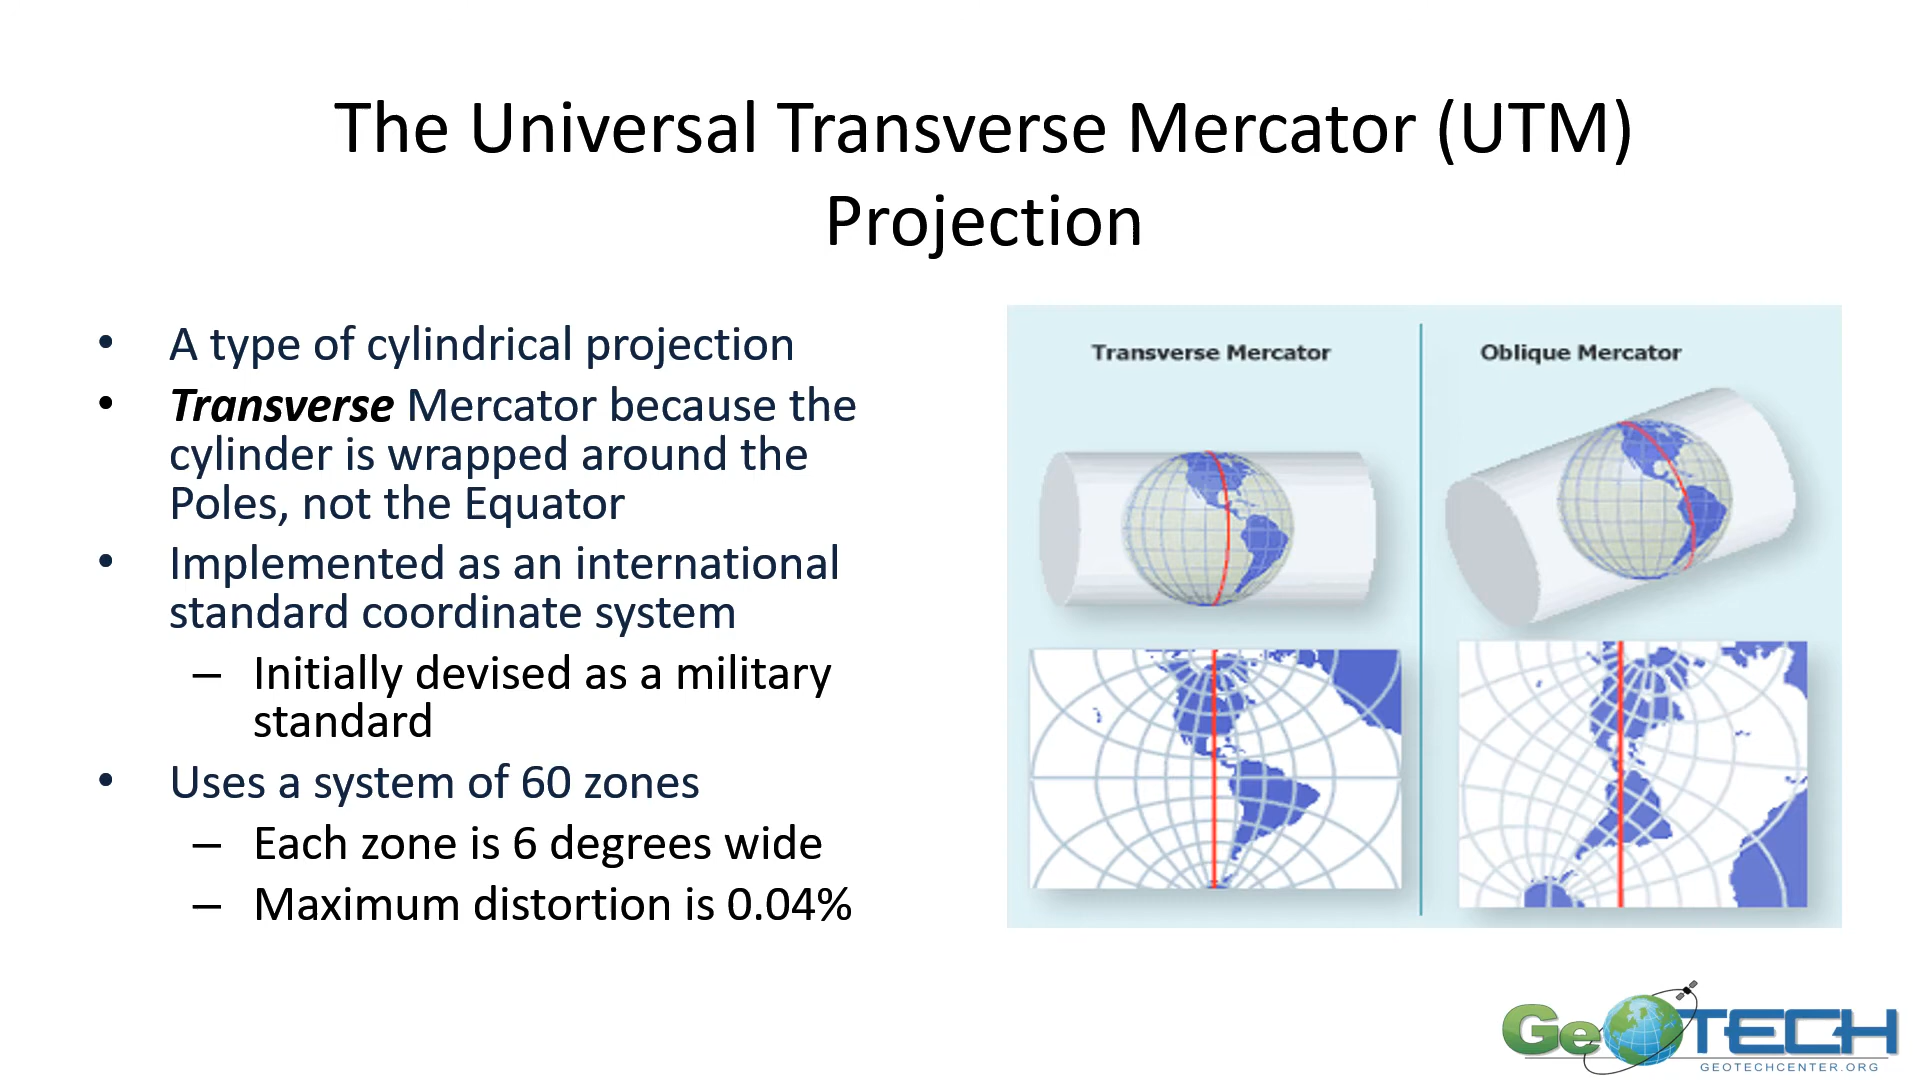 The Universal Transverse Mercator (UTM)
Projection
• A type of cylindrical projection
• Transverse Mercator because the
cylinder is wrapped around the
Poles, not the Equator
• Implemented as an international
standard coordinate system
– Initially devised as a military
standard
• Uses a system of 60 zones
– Each zone is 6 degrees wide
– Maximum distortion is 0.04%
Transverse Mercator
Oblique Mercator
GeoTECH
GEOTECHCENTER.ORG